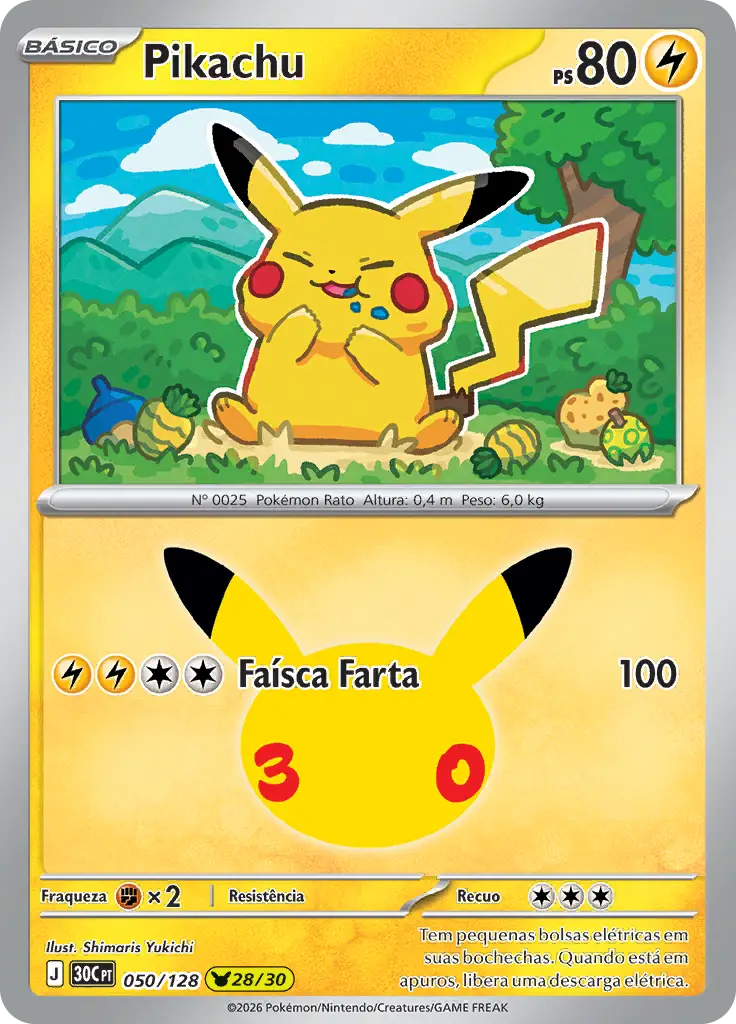 BÁSICO
Pikachu
PS 80
Nº 0025 Pokémon Rato Altura: 0,4 m Peso: 6,0 kg
Faísca Farta 100
3 0
Fraqueza ×2 Resistência Recuo
Ilust. Shimaris Yukichi
Tem pequenas bolsas elétricas em
suas bochechas. Quando está em
apuros, libera uma descarga elétrica.
J 30C PT 050/128 28/30
©2026 Pokémon/Nintendo/Creatures/GAME FREAK